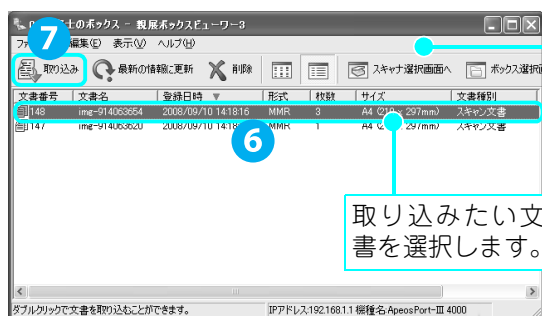 士のボックス - 親展ボックスビューワー3
7
編集(E) 表示(V) ヘルプ(H)
取り込み 最新の情報に更新 削除 スキャナ選択画面へ ボックス選択
文書番号 文書名 登録日時 ▼ 形式 枚数 サイズ 文書種別
148 img-914063654 2008/09/10 14:18:16 MMR 3 A4 (210 x 297mm) スキャン文書
147 img-914063620 2008/09/10 14:18 MMR 1 A4 297mm) スキャン文書
6
取り込みたい文
書を選択します。
ダブルクリックで文書を取り込むことができます。 IPアドレス:192.168.1.1 機種名:ApeosPort-III 4000